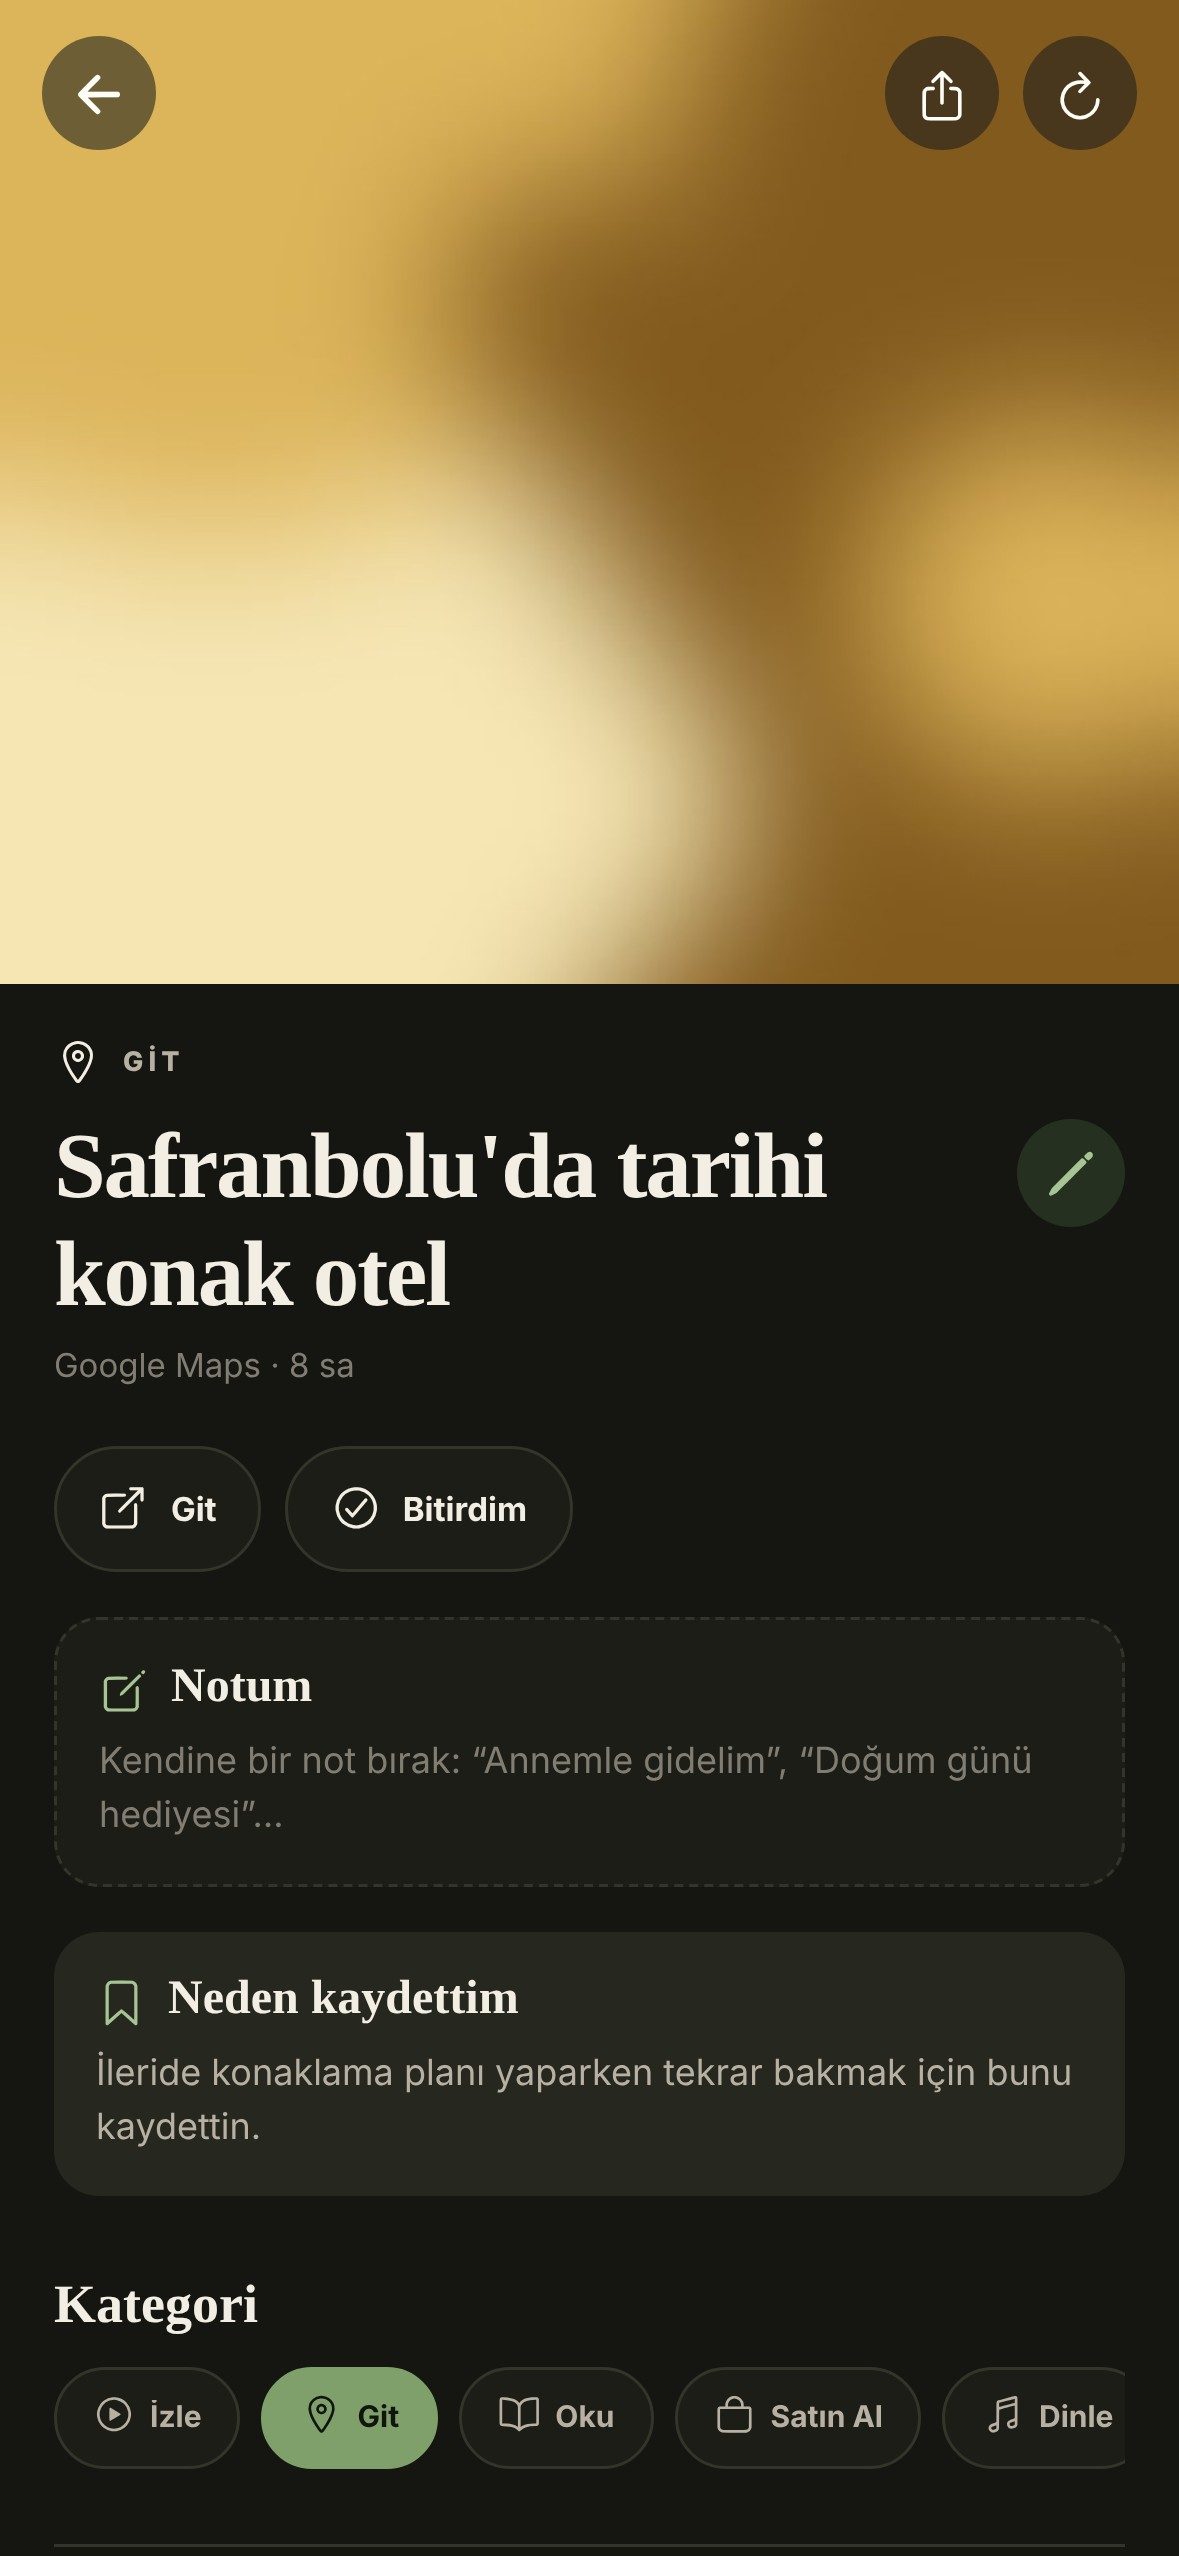 GİT
Safranbolu'da tarihi
konak otel
Google Maps · 8 sa
Git
Bitirdim
Notum
Kendine bir not bırak: “Annemle gidelim”, “Doğum günü
hediyesi”…
Neden kaydettim
İleride konaklama planı yaparken tekrar bakmak için bunu
kaydettin.
Kategori
İzle Git Oku Satın Al Dinle